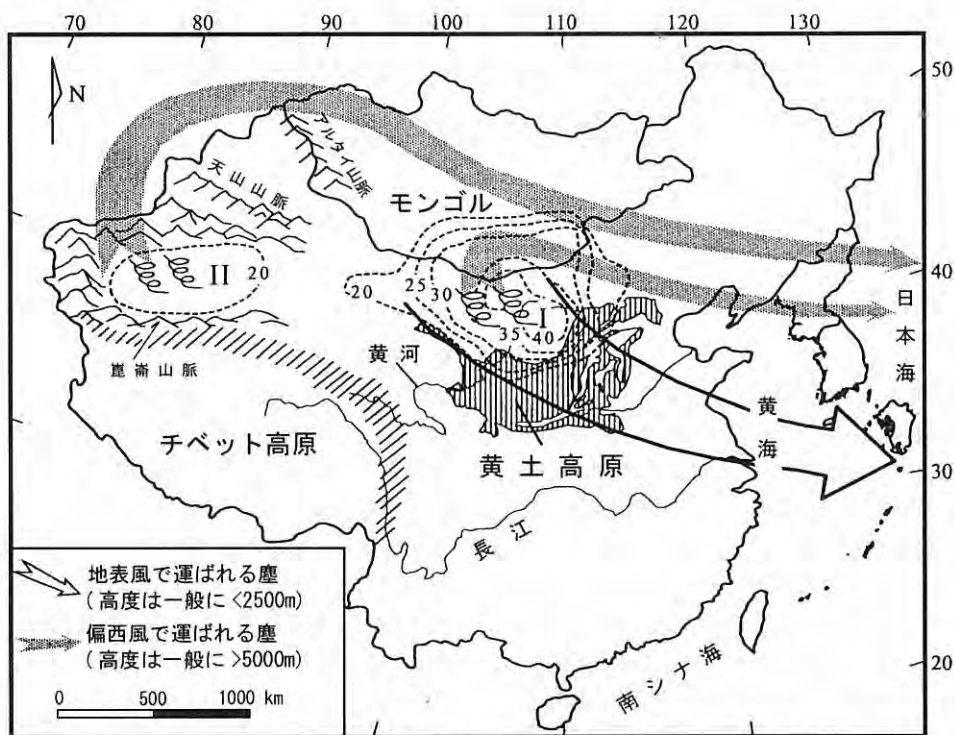 70 80 90 100 110 120 130
50
40
30
20
N
アルタイ山脈
天山山脈
モンゴル
II
20
20
25
30
35
40
I
崑崙山脈
黄河
チベット高原
黄土高原
長江
黄海
日本海
南シナ海
地表風で運ばれる塵
(高度は一般に <2500m)
偏西風で運ばれる塵
(高度は一般に >5000m)
0 500 1000 km